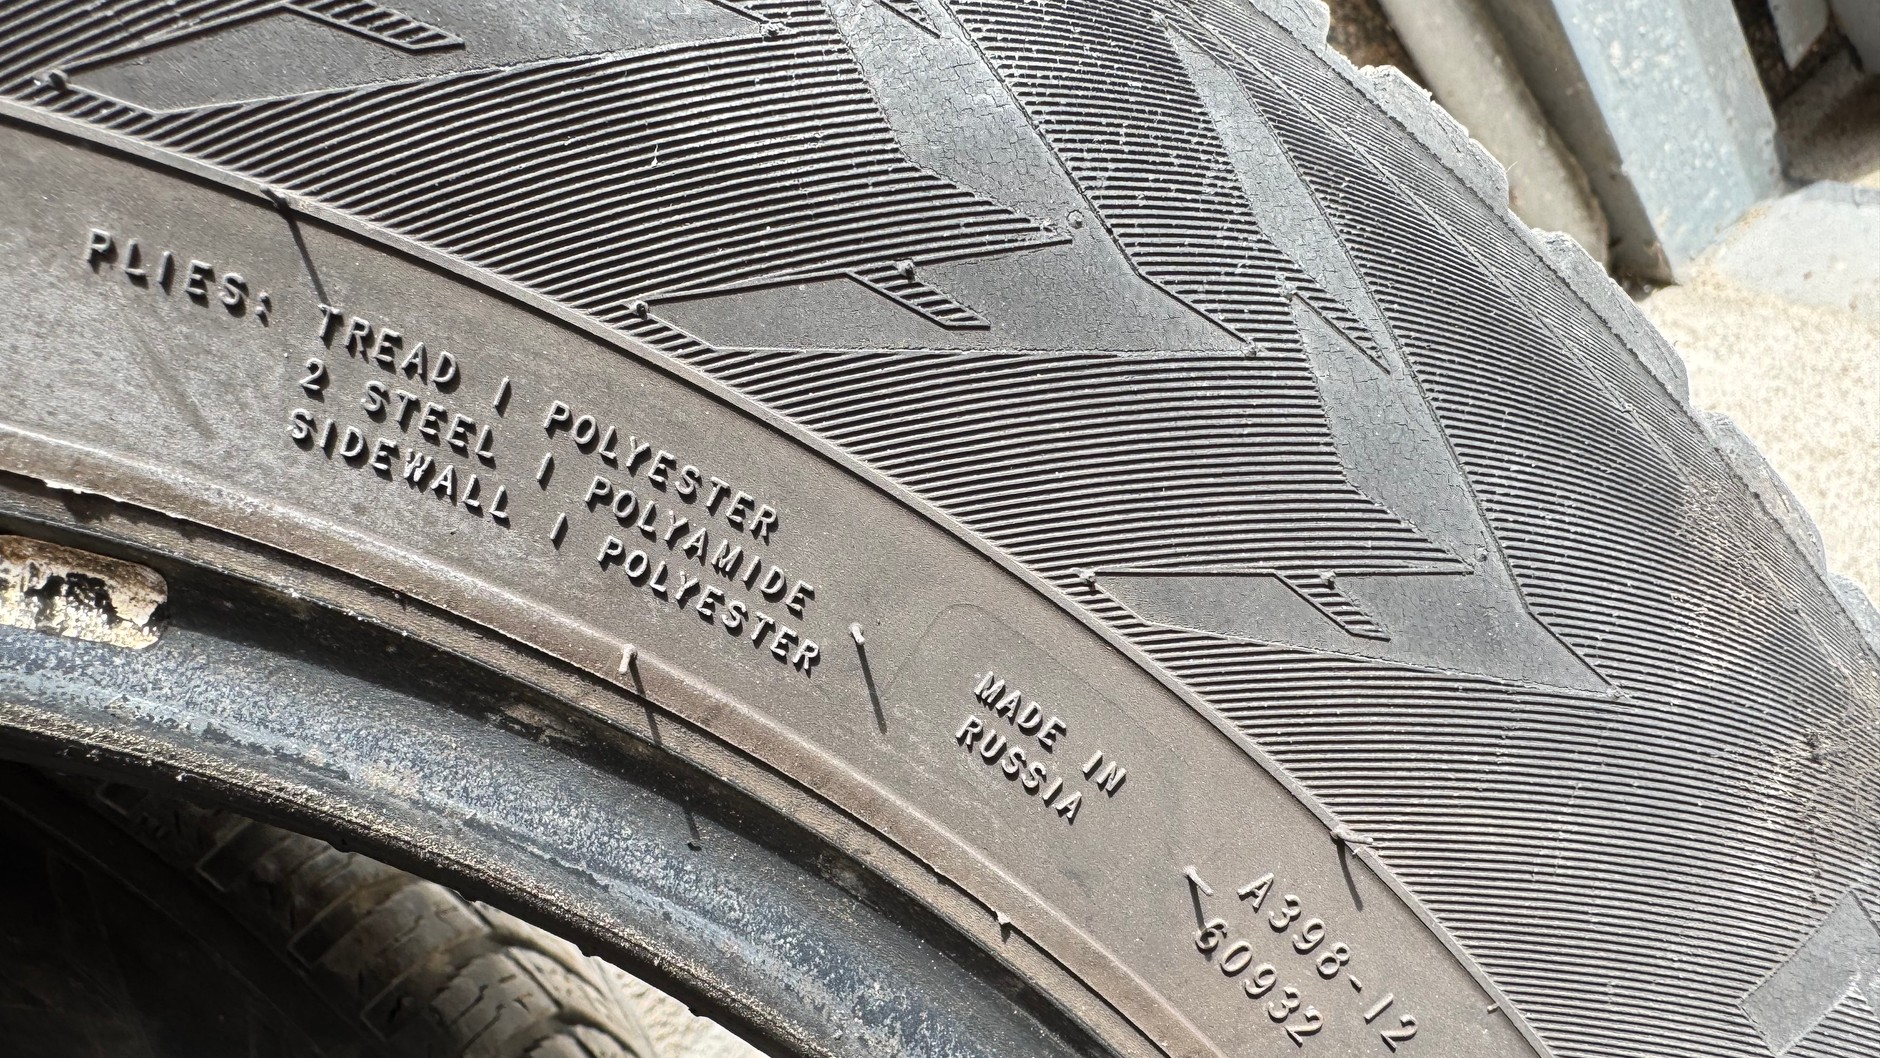 PLIES: TREAD 1 POLYESTER
2 STEEL 1 POLYAMIDE
SIDEWALL 1 POLYESTER
MADE IN
RUSSIA
A398-12
60932